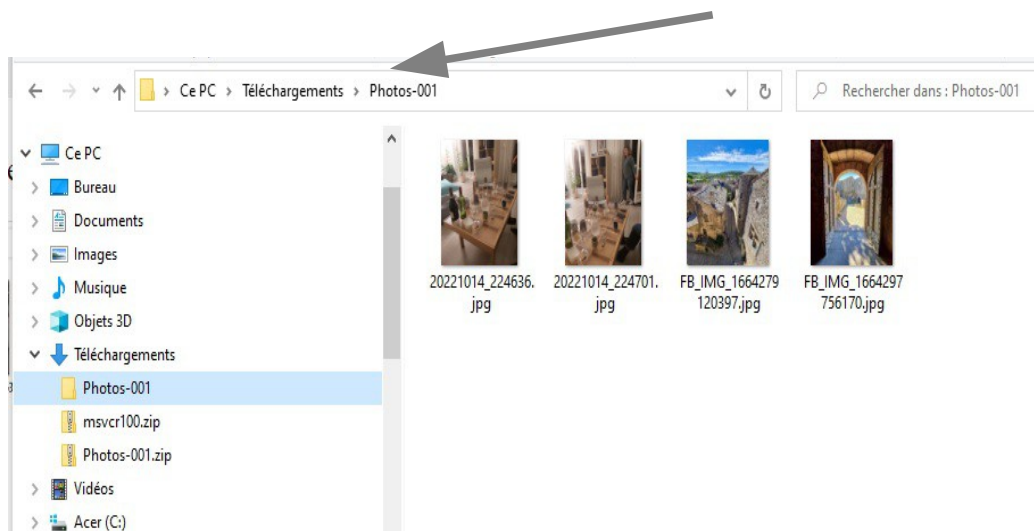 Ce PC > Téléchargements > Photos-001
Rechercher dans : Photos-001
Ce PC
Bureau
Documents
Images
Musique
Objets 3D
Téléchargements
Photos-001
msvcr100.zip
Photos-001.zip
Vidéos
Acer (C:)
20221014_224636.
jpg
20221014_224701.
jpg
FB_IMG_1664279
120397.jpg
FB_IMG_1664297
756170.jpg